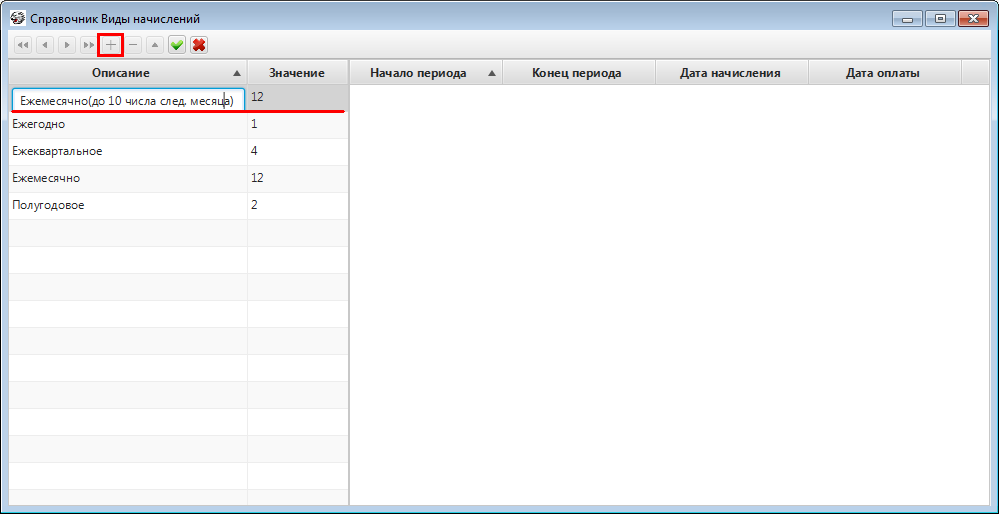 Справочник Виды начислений
Описание Значение Начало периода Конец периода Дата начисления Дата оплаты
Ежемесячно(до 10 числа след. месяца) 12
Ежегодно 1
Ежеквартальное 4
Ежемесячно 12
Полугодовое 2